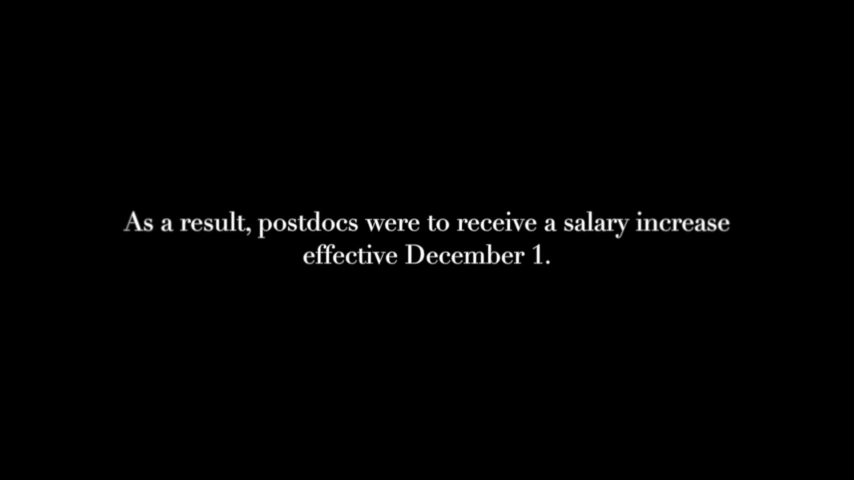 As a result, postdocs were to receive a salary increase
effective December 1.